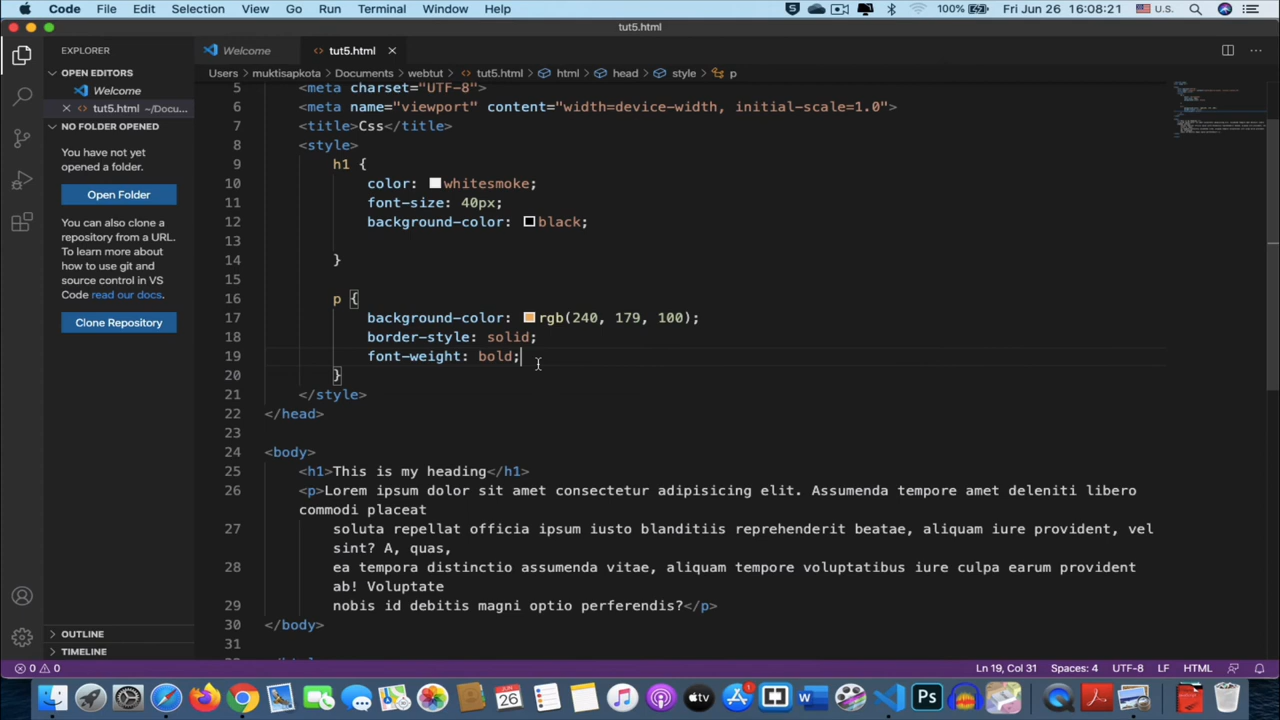 Code File Edit Selection View Go Run Terminal Window Help 100% Fri Jun 26 16:08:21 U.S.
tut5.html
EXPLORER
Welcome
tut5.html
OPEN EDITORS
Welcome
tut5.html ~/Docu...
NO FOLDER OPENED
You have not yet
opened a folder.
Open Folder
You can also clone a
repository from a URL.
To learn more about
how to use git and
source control in VS
Code read our docs.
Clone Repository
OUTLINE
TIMELINE
Users > muktisapkota > Documents > webtut > tut5.html > html > head > style > p
5 <meta charset="UTF-8">
6 <meta name="viewport" content="width=device-width, initial-scale=1.0">
7 <title>Css</title>
8 <style>
9 h1 {
10 color: whitesmoke;
11 font-size: 40px;
12 background-color: black;
13
14 }
15
16 p {
17 background-color: rgb(240, 179, 100);
18 border-style: solid;
19 font-weight: bold;
20 }
21 </style>
22 </head>
23
24 <body>
25 <h1>This is my heading</h1>
26 <p>Lorem ipsum dolor sit amet consectetur adipisicing elit. Assumenda tempore amet deleniti libero
commodi placeat
27 soluta repellat officia ipsum iusto blanditiis reprehenderit beatae, aliquam iure provident, vel
sint? A, quas,
28 ea tempora distinctio assumenda vitae, aliquam tempore voluptatibus iure culpa earum provident
ab! Voluptate
29 nobis id debitis magni optio perferendis?</p>
30 </body>
31
0 0
Ln 19, Col 31 Spaces: 4 UTF-8 LF HTML
JUN
26
tv
W
Ps